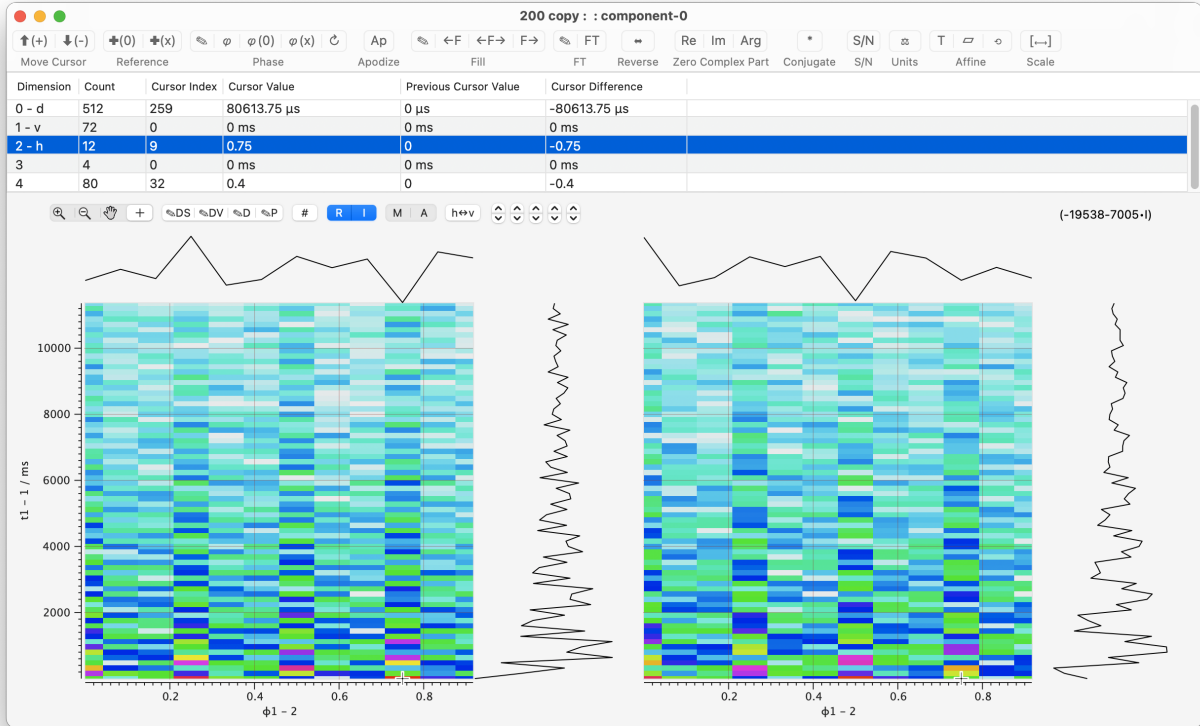 200 copy : : component-0
↑(+) ↓(-) ✚(0) ✚(x) ✎ φ φ(0) φ(x) ↻ Ap ✎ ←F ←F→ F→ ✎ FT ↔ Re Im Arg * S/N T [↔]
Move Cursor Reference Phase Apodize Fill FT Reverse Zero Complex Part Conjugate S/N Units Affine Scale
Dimension Count Cursor Index Cursor Value Previous Cursor Value Cursor Difference
0 - d 512 259 80613.75 µs 0 µs -80613.75 µs
1 - v 72 0 0 ms 0 ms 0 ms
2 - h 12 9 0.75 0 -0.75
3 4 0 0 ms 0 ms 0 ms
4 80 32 0.4 0 -0.4
+ ✎DS ✎DV ✎D ✎P # R I M A h↔v (-19538-7005•I)
10000
8000
6000
4000
2000
t1 − 1 / ms
0.2 0.4 0.6 0.8
ϕ1 − 2
0.2 0.4 0.6 0.8
ϕ1 − 2